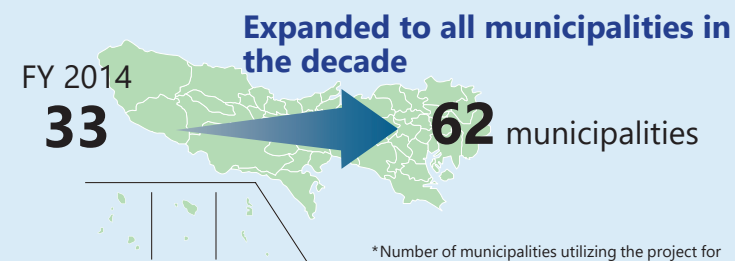 Expanded to all municipalities in
the decade
FY 2014
33
62 municipalities
*Number of municipalities utilizing the project for